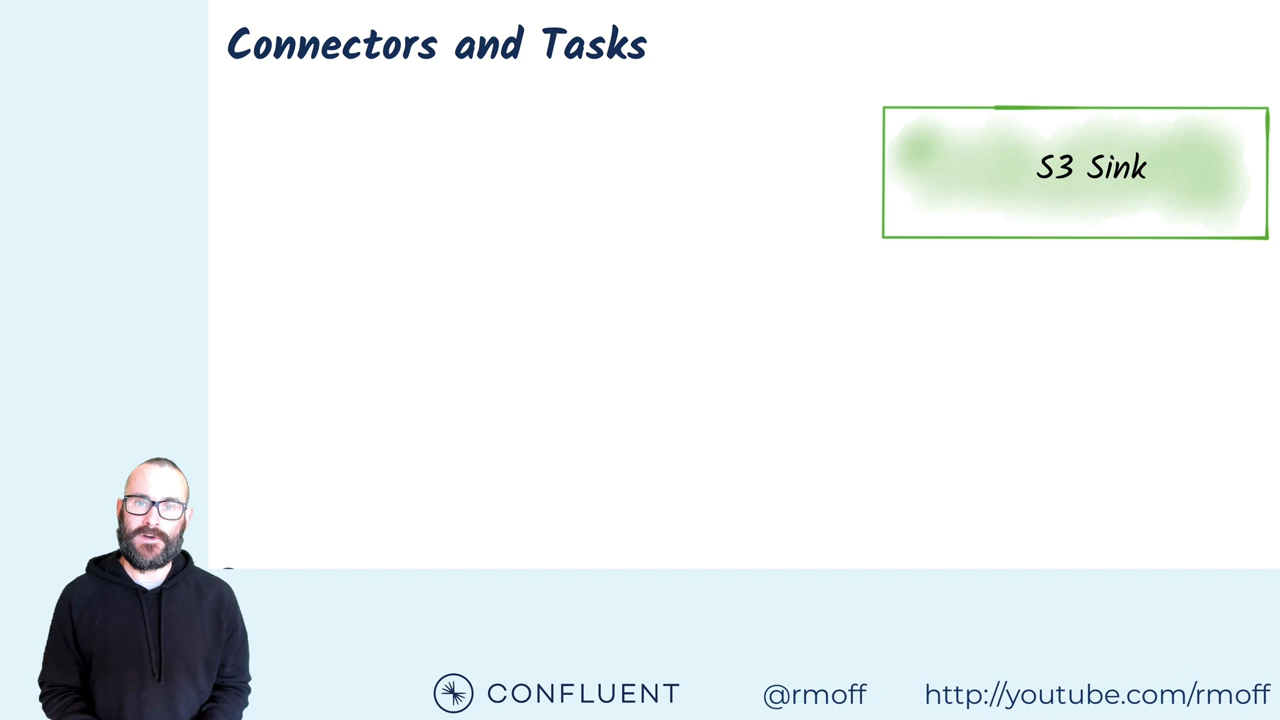 Connectors and Tasks
S3 Sink
CONFLUENT
@rmoff
http://youtube.com/rmoff